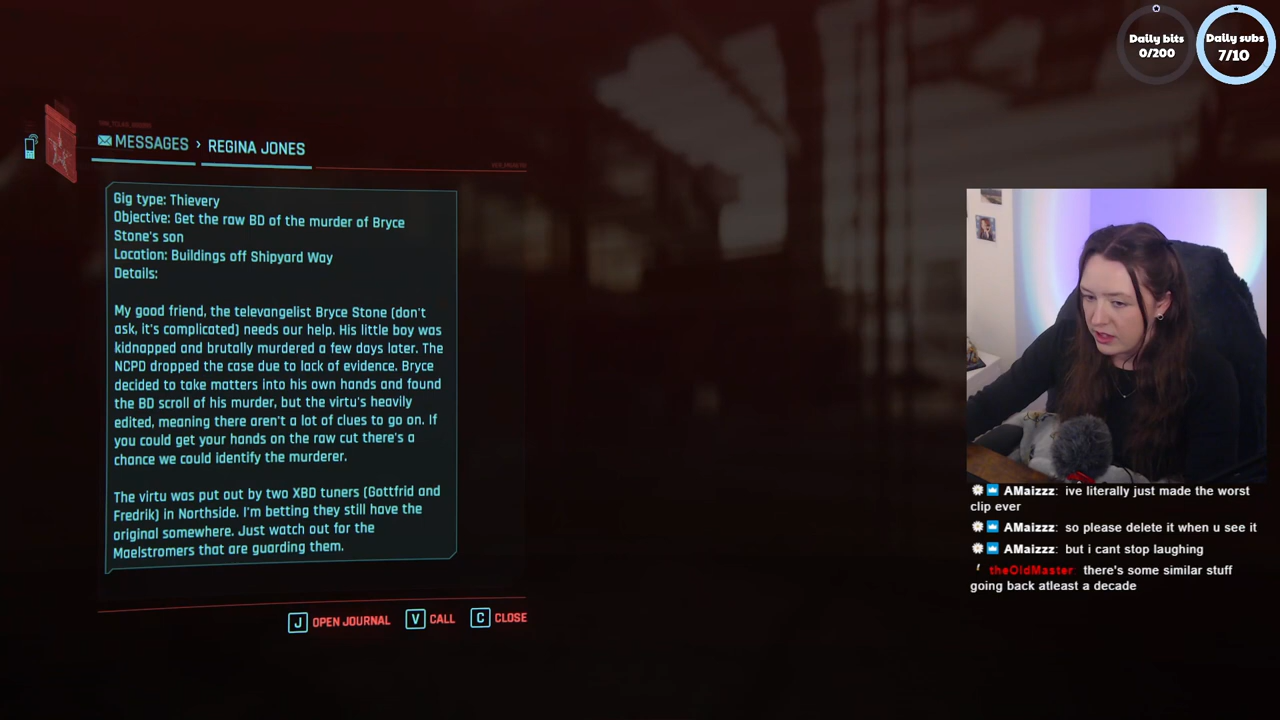 Daily bits
0/200
Daily subs
7/10
MESSAGES › REGINA JONES
Gig type: Thievery
Objective: Get the raw BD of the murder of Bryce
Stone's son
Location: Buildings off Shipyard Way
Details:
My good friend, the televangelist Bryce Stone (don't
ask, it's complicated) needs our help. His little boy was
kidnapped and brutally murdered a few days later. The
NCPD dropped the case due to lack of evidence. Bryce
decided to take matters into his own hands and found
the BD scroll of his murder, but the virtu's heavily
edited, meaning there aren't a lot of clues to go on. If
you could get your hands on the raw cut there's a
chance we could identify the murderer.
The virtu was put out by two XBD tuners (Gottfrid and
Fredrik) in Northside. I'm betting they still have the
original somewhere. Just watch out for the
Maelstromers that are guarding them.
J OPEN JOURNAL V CALL C CLOSE
AMaizzz: ive literally just made the worst
clip ever
AMaizzz: so please delete it when u see it
AMaizzz: but i cant stop laughing
theOldMaster: there's some similar stuff
going back atleast a decade